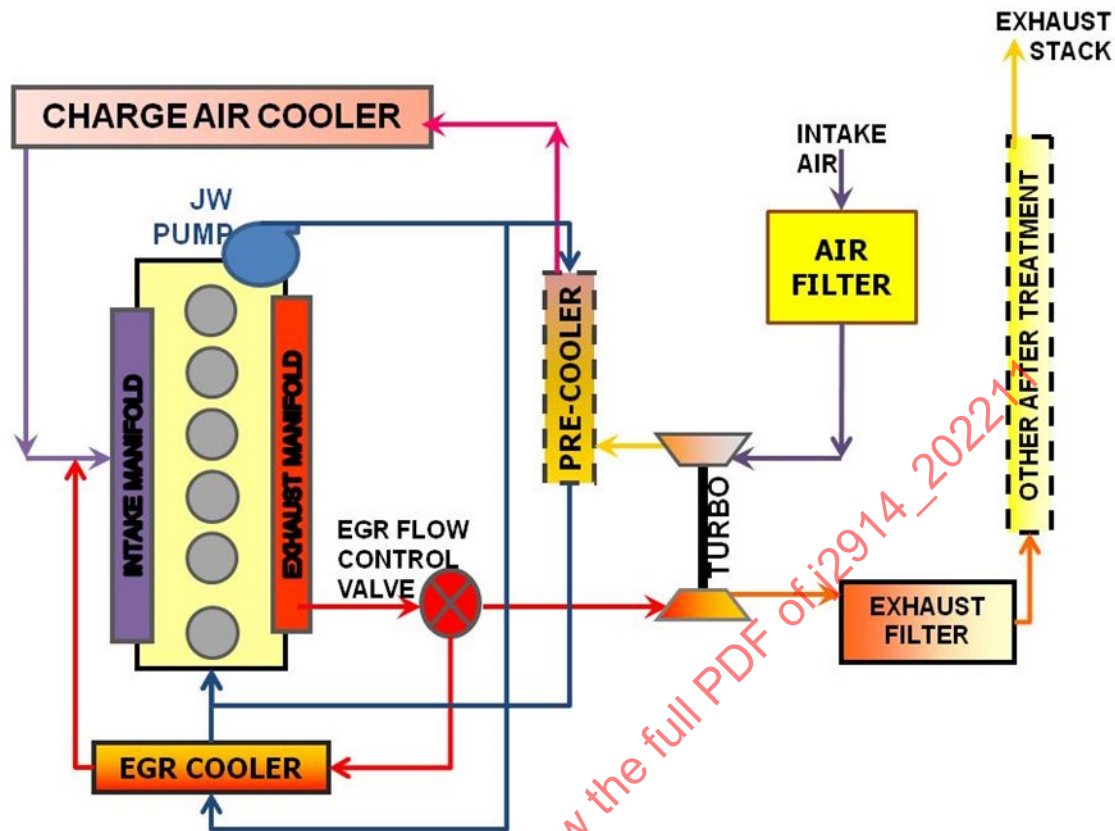 EXHAUST
STACK
CHARGE AIR COOLER
INTAKE
AIR
JW
PUMP
AIR
FILTER
OTHER AFTER TREATMENT
PRE-COOLER
INTAKE MANIFOLD
EXHAUST MANIFOLD
TURBO
EGR FLOW
CONTROL
VALVE
EXHAUST
FILTER
EGR COOLER
w the full PDF of j2914_202211